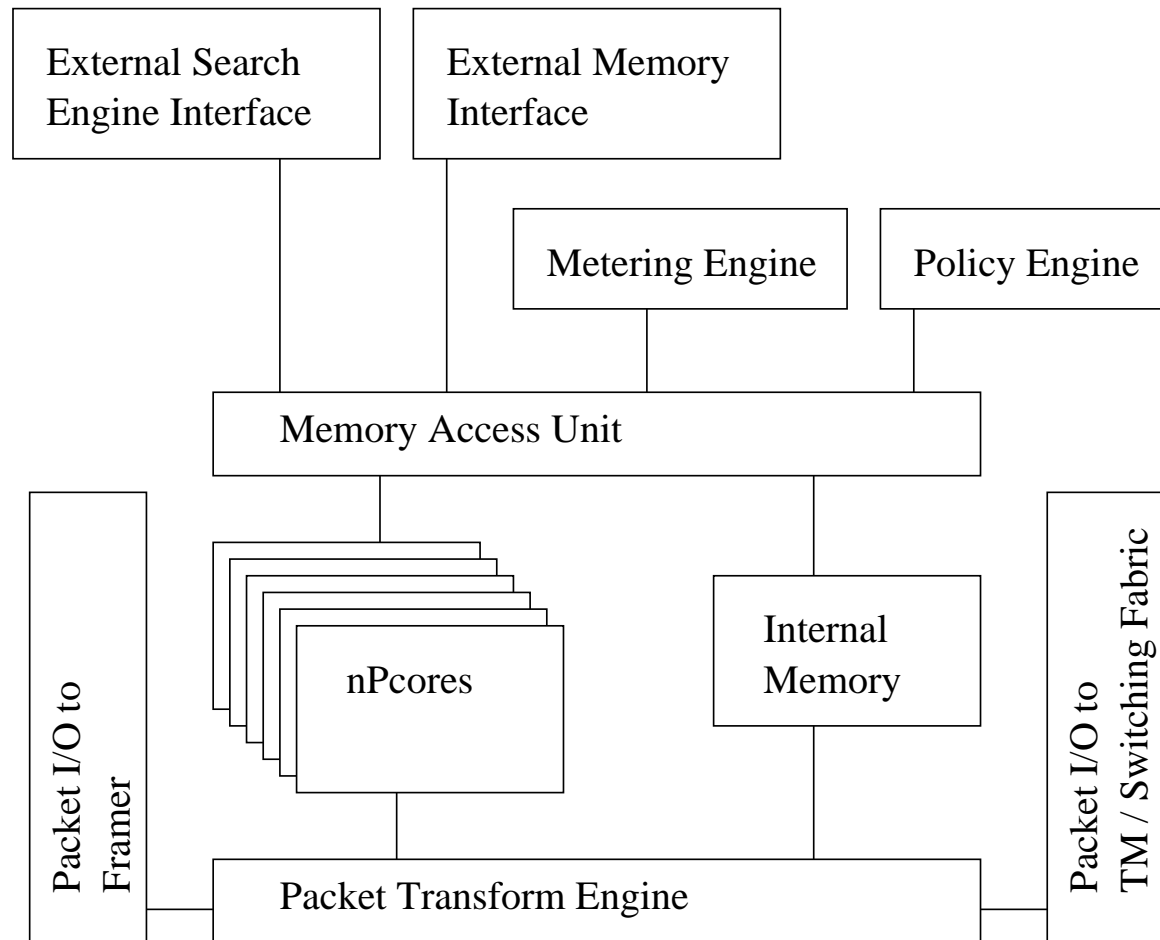 External Search
Engine Interface
External Memory
Interface
Metering Engine
Policy Engine
Memory Access Unit
nPcores
Internal
Memory
Packet I/O to
Framer
Packet I/O to
TM / Switching Fabric
Packet Transform Engine